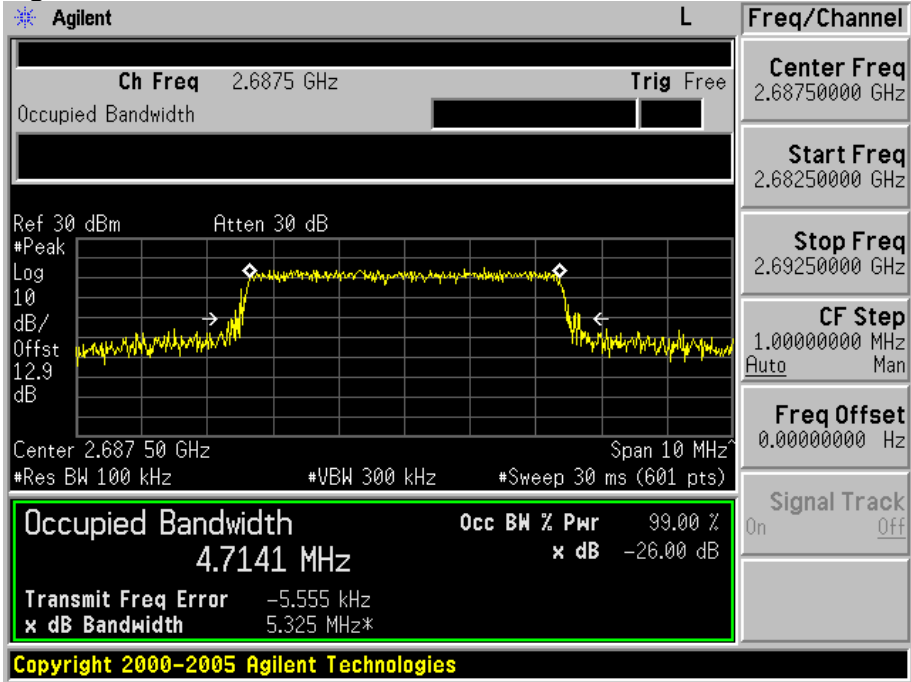 Agilent L Freq/Channel
Ch Freq 2.6875 GHz Trig Free
Occupied Bandwidth
Center Freq
2.68750000 GHz
Start Freq
2.68250000 GHz
Stop Freq
2.69250000 GHz
CF Step
1.00000000 MHz
Auto Man
Freq Offset
0.00000000 Hz
Signal Track
On Off
Ref 30 dBm Atten 30 dB
#Peak
Log
10
dB/
Offst
12.9
dB
Center 2.687 50 GHz Span 10 MHz^
#Res BW 100 kHz #VBW 300 kHz #Sweep 30 ms (601 pts)
Occupied Bandwidth Occ BW % Pwr 99.00 %
4.7141 MHz x dB -26.00 dB
Transmit Freq Error -5.555 kHz
x dB Bandwidth 5.325 MHz*
Copyright 2000-2005 Agilent Technologies